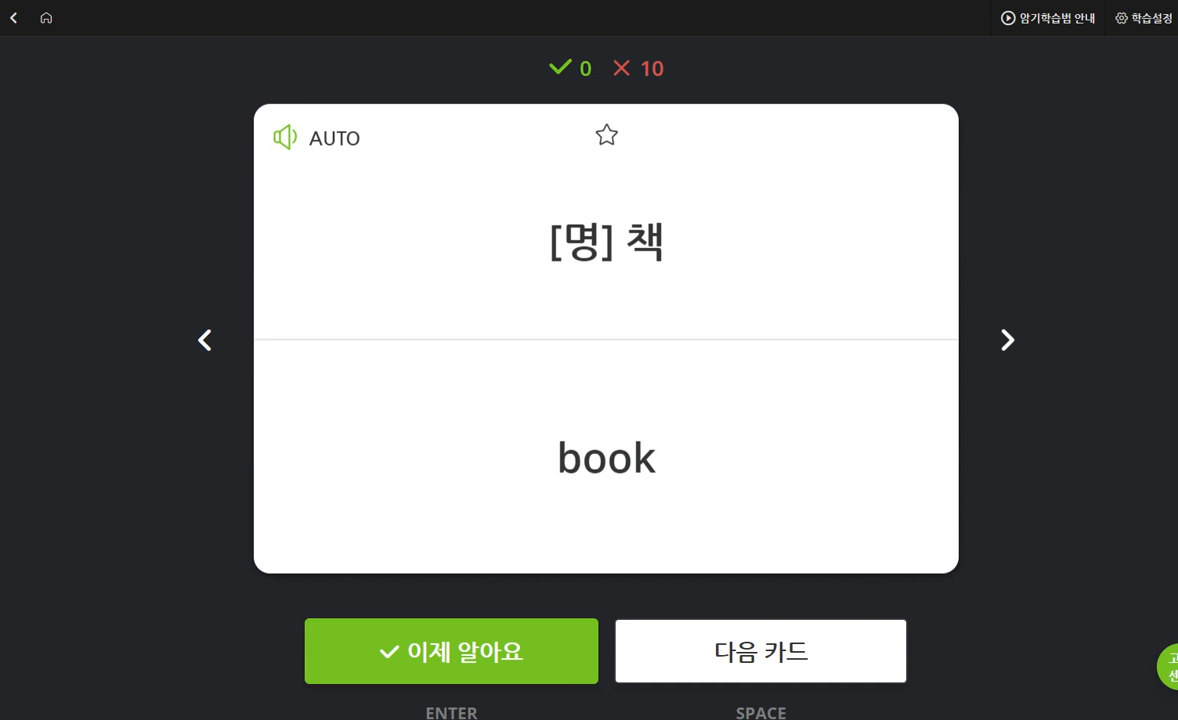 암기학습법 안내 학습설정
0 10
AUTO
[명] 책
book
이제 알아요 다음 카드
ENTER SPACE